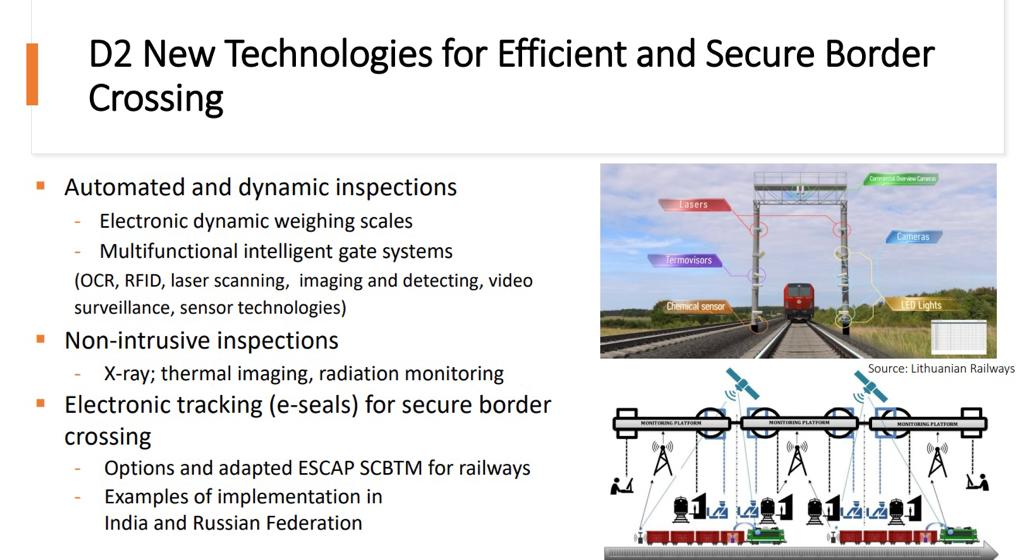 D2 New Technologies for Efficient and Secure Border
Crossing
▪ Automated and dynamic inspections
- Electronic dynamic weighing scales
- Multifunctional intelligent gate systems
(OCR, RFID, laser scanning, imaging and detecting, video
surveillance, sensor technologies)
▪ Non-intrusive inspections
- X-ray; thermal imaging, radiation monitoring
▪ Electronic tracking (e-seals) for secure border
crossing
- Options and adapted ESCAP SCBTM for railways
- Examples of implementation in
India and Russian Federation
Commercial Overview Cameras
Lasers
Cameras
Termovisors
Chemical sensor
LED Lights
Source: Lithuanian Railways
MONITORING PLATFORM
MONITORING PLATFORM
MONITORING PLATFORM